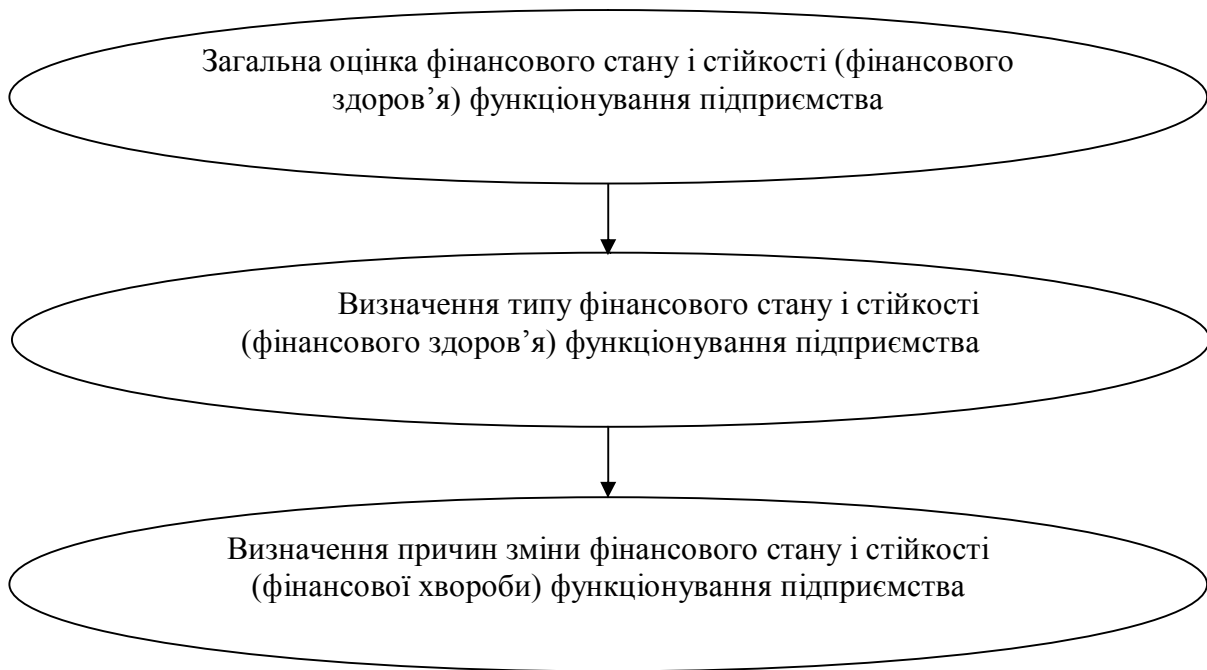 Загальна оцінка фінансового стану і стійкості (фінансового
здоров’я) функціонування підприємства
Визначення типу фінансового стану і стійкості
(фінансового здоров’я) функціонування підприємства
Визначення причин зміни фінансового стану і стійкості
(фінансової хвороби) функціонування підприємства